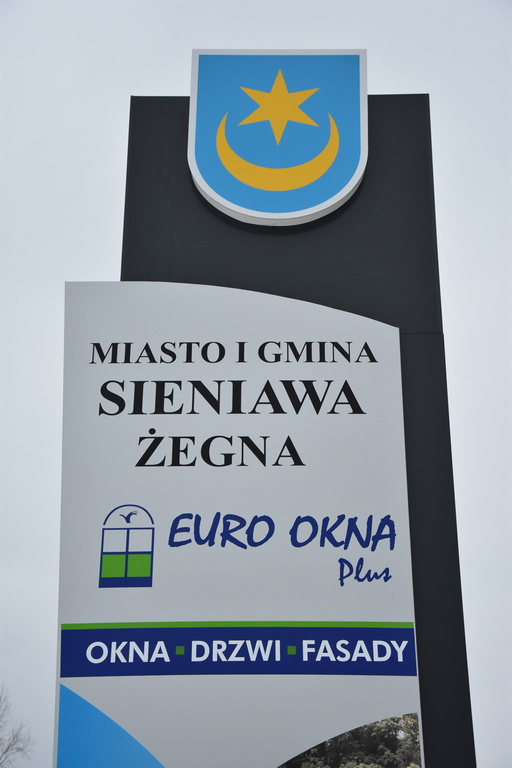 MIASTO I GMINA
SIENIAWA
ŻEGNA
EURO OKNA
Plus
OKNA ▪ DRZWI ▪ FASADY